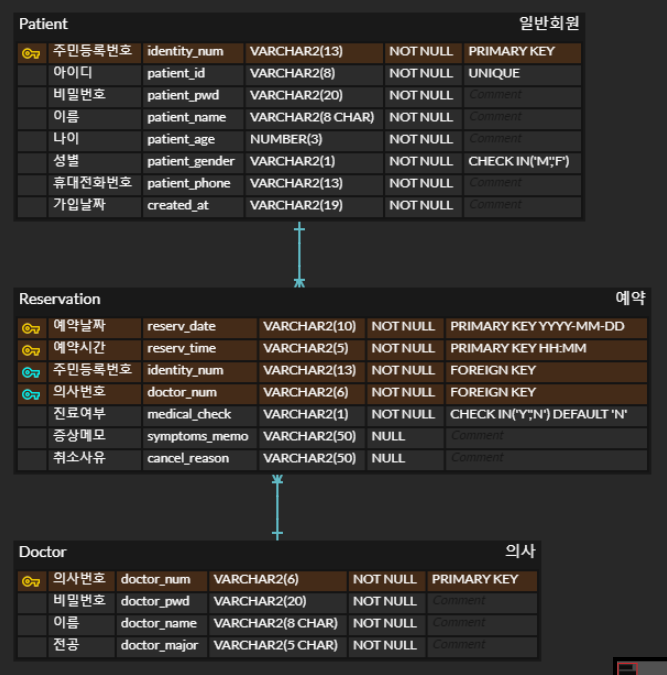 Patient 일반회원
주민등록번호 identity_num VARCHAR2(13) NOT NULL PRIMARY KEY
아이디 patient_id VARCHAR2(8) NOT NULL UNIQUE
비밀번호 patient_pwd VARCHAR2(20) NOT NULL Comment
이름 patient_name VARCHAR2(8 CHAR) NOT NULL Comment
나이 patient_age NUMBER(3) NOT NULL Comment
성별 patient_gender VARCHAR2(1) NOT NULL CHECK IN('M','F')
휴대전화번호 patient_phone VARCHAR2(13) NOT NULL Comment
가입날짜 created_at VARCHAR2(19) NOT NULL Comment
Reservation 예약
예약날짜 reserv_date VARCHAR2(10) NOT NULL PRIMARY KEY YYYY-MM-DD
예약시간 reserv_time VARCHAR2(5) NOT NULL PRIMARY KEY HH:MM
주민등록번호 identity_num VARCHAR2(13) NOT NULL FOREIGN KEY
의사번호 doctor_num VARCHAR2(6) NOT NULL FOREIGN KEY
진료여부 medical_check VARCHAR2(1) NOT NULL CHECK IN('Y','N') DEFAULT 'N'
증상메모 symptoms_memo VARCHAR2(50) NULL Comment
취소사유 cancel_reason VARCHAR2(50) NULL Comment
Doctor 의사
의사번호 doctor_num VARCHAR2(6) NOT NULL PRIMARY KEY
비밀번호 doctor_pwd VARCHAR2(20) NOT NULL Comment
이름 doctor_name VARCHAR2(8 CHAR) NOT NULL Comment
전공 doctor_major VARCHAR2(5 CHAR) NOT NULL Comment